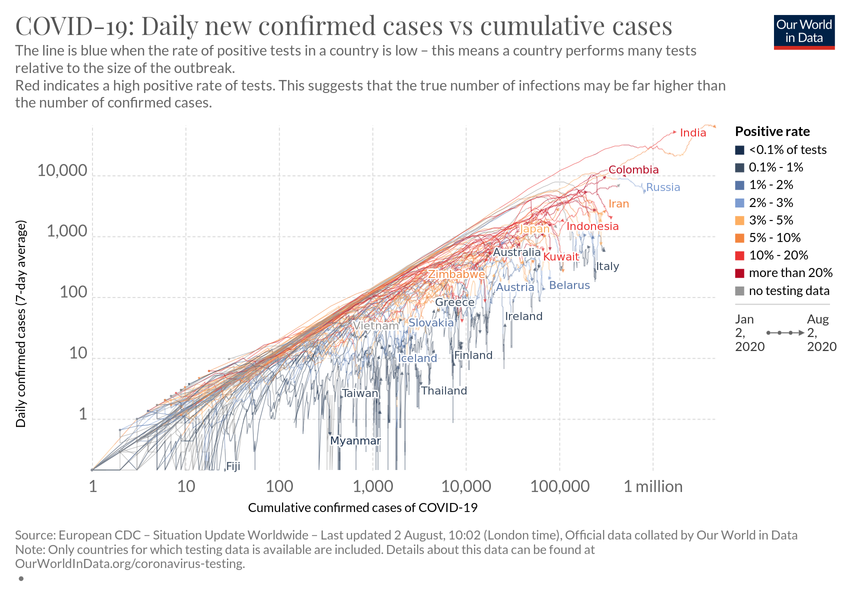 COVID-19: Daily new confirmed cases vs cumulative cases
Our World
in Data
The line is blue when the rate of positive tests in a country is low – this means a country performs many tests
relative to the size of the outbreak.
Red indicates a high positive rate of tests. This suggests that the true number of infections may be far higher than
the number of confirmed cases.
Daily confirmed cases (7-day average)
10,000
1,000
100
10
1
India
Colombia
Russia
Iran
Indonesia
Japan
Australia
Kuwait
Italy
Zimbabwe
Austria
Belarus
Greece
Ireland
Vietnam
Slovakia
Iceland
Finland
Taiwan
Thailand
Myanmar
Fiji
1
10
100
1,000
10,000
100,000
1 million
Cumulative confirmed cases of COVID-19
Positive rate
<0.1% of tests
0.1% - 1%
1% - 2%
2% - 3%
3% - 5%
5% - 10%
10% - 20%
more than 20%
no testing data
Jan
2,
2020
Aug
2,
2020
Source: European CDC – Situation Update Worldwide – Last updated 2 August, 10:02 (London time), Official data collated by Our World in Data
Note: Only countries for which testing data is available are included. Details about this data can be found at
OurWorldInData.org/coronavirus-testing.
•